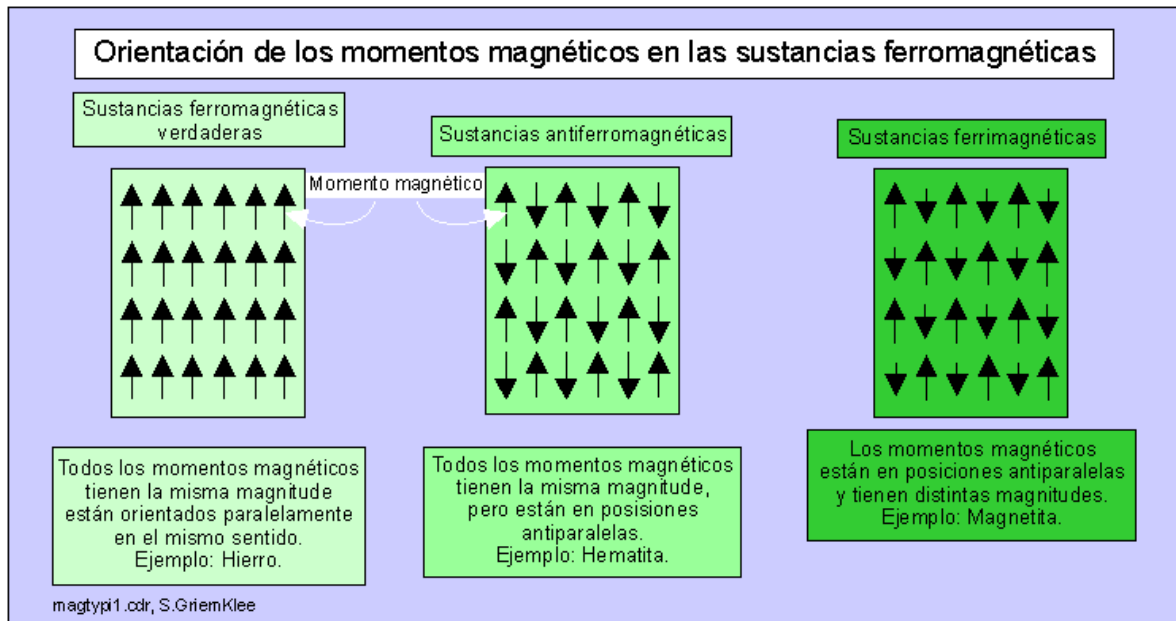 Orientación de los momentos magnéticos en las sustancias ferromagnéticas
Sustancias ferromagnéticas
verdaderas
Sustancias antiferromagnéticas
Sustancias ferrimagnéticas
Momento magnético
Todos los momentos magnéticos
tienen la misma magnitude
están orientados paralelamente
en el mismo sentido.
Ejemplo: Hierro.
Todos los momentos magnéticos
tienen la misma magnitude,
pero están en posisiones
antiparalelas.
Ejemplo: Hematita.
Los momentos magnéticos
están en posiciones antiparalelas
y tienen distintas magnitudes.
Ejemplo: Magnetita.
magtypi1.cdr, S.GriemKlee